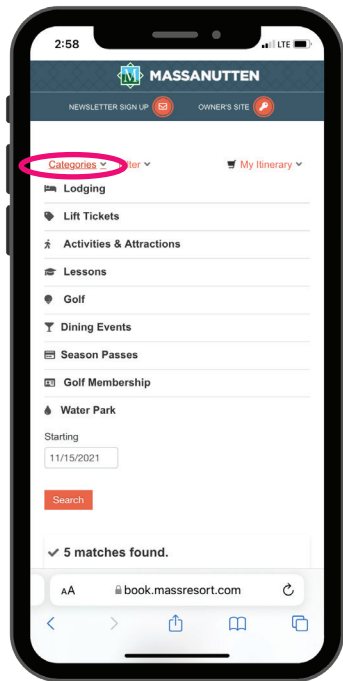 2:58
LTE
MASSANUTTEN
NEWSLETTER SIGN UP OWNER'S SITE
Categories My Itinerary
Lodging
Lift Tickets
Activities & Attractions
Lessons
Golf
Dining Events
Season Passes
Golf Membership
Water Park
Starting
11/15/2021
Search
5 matches found.
AA book.massresort.com